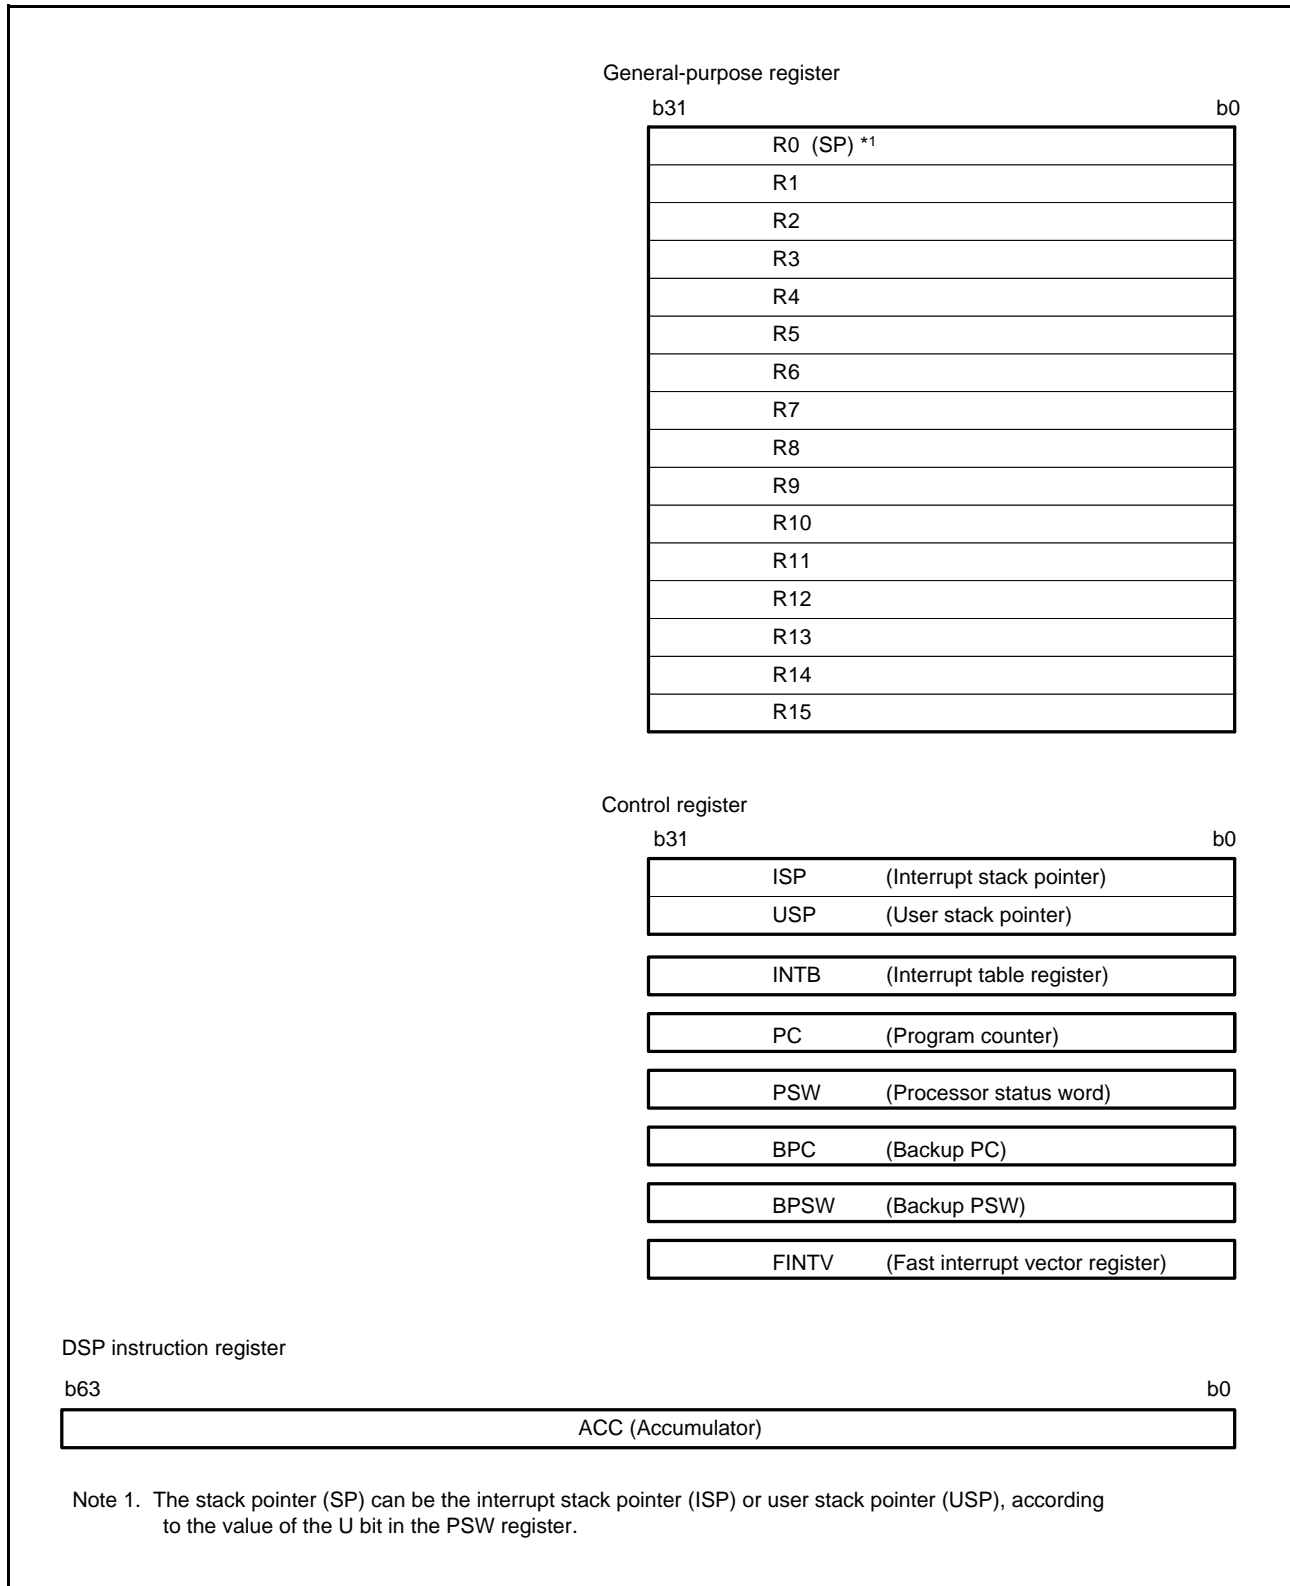 General-purpose register
b31 b0
R0 (SP) *1
R1
R2
R3
R4
R5
R6
R7
R8
R9
R10
R11
R12
R13
R14
R15
Control register
b31 b0
ISP (Interrupt stack pointer)
USP (User stack pointer)
INTB (Interrupt table register)
PC (Program counter)
PSW (Processor status word)
BPC (Backup PC)
BPSW (Backup PSW)
FINTV (Fast interrupt vector register)
DSP instruction register
b63 b0
ACC (Accumulator)
Note 1. The stack pointer (SP) can be the interrupt stack pointer (ISP) or user stack pointer (USP), according
to the value of the U bit in the PSW register.